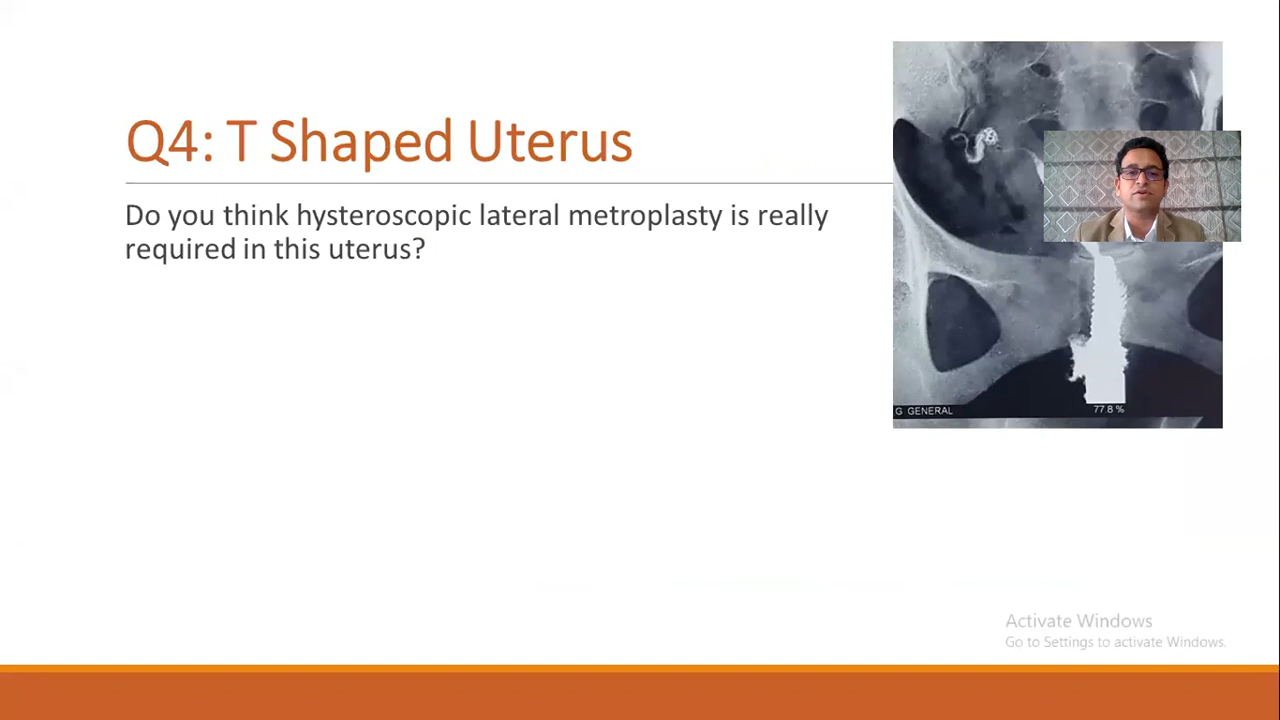 Q4: T Shaped Uterus
Do you think hysteroscopic lateral metroplasty is really
required in this uterus?
G GENERAL
77.8 %
Activate Windows
Go to Settings to activate Windows.